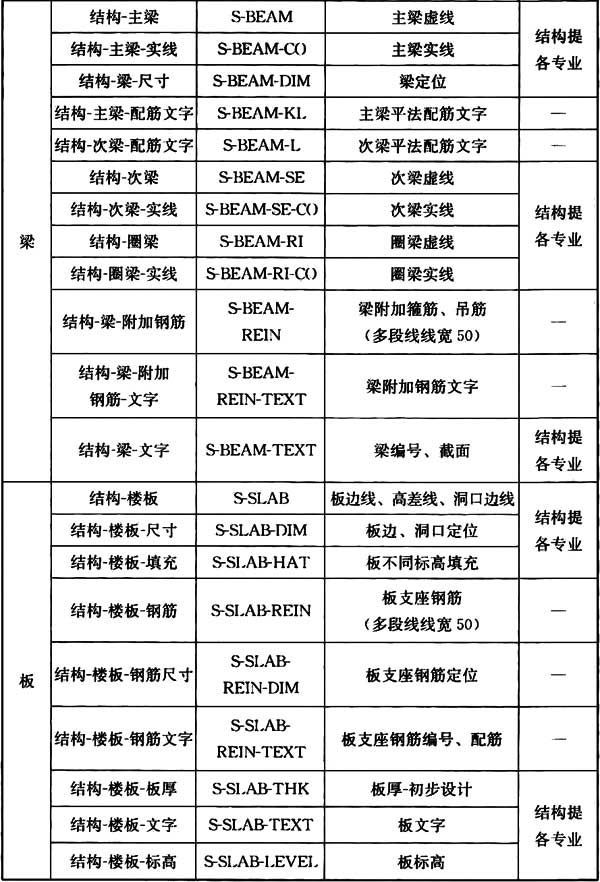 梁
结构-主梁 S-BEAM 主梁虚线 结构提各专业
结构-主梁-实线 S-BEAM-CO 主梁实线
结构-梁-尺寸 S-BEAM-DIM 梁定位
结构-主梁-配筋文字 S-BEAM-KL 主梁平法配筋文字 —
结构-次梁-配筋文字 S-BEAM-L 次梁平法配筋文字 —
结构-次梁 S-BEAM-SE 次梁虚线 结构提各专业
结构-次梁-实线 S-BEAM-SE-CO 次梁实线
结构-圈梁 S-BEAM-RI 圈梁虚线
结构-圈梁-实线 S-BEAM-RI-CO 圈梁实线
结构-梁-附加钢筋 S-BEAM-REIN 梁附加箍筋、吊筋（多段线线宽50） —
结构-梁-附加钢筋-文字 S-BEAM-REIN-TEXT 梁附加钢筋文字 —
结构-梁-文字 S-BEAM-TEXT 梁编号、截面 结构提各专业
板
结构-楼板 S-SLAB 板边线、高差线、洞口边线 结构提各专业
结构-楼板-尺寸 S-SLAB-DIM 板边、洞口定位
结构-楼板-填充 S-SLAB-HAT 板不同标高填充
结构-楼板-钢筋 S-SLAB-REIN 板支座钢筋（多段线线宽50） —
结构-楼板-钢筋尺寸 S-SLAB-REIN-DIM 板支座钢筋定位 —
结构-楼板-钢筋文字 S-SLAB-REIN-TEXT 板支座钢筋编号、配筋 —
结构-楼板-板厚 S-SLAB-THK 板厚-初步设计 结构提各专业
结构-楼板-文字 S-SLAB-TEXT 板文字
结构-楼板-标高 S-SLAB-LEVEL 板标高